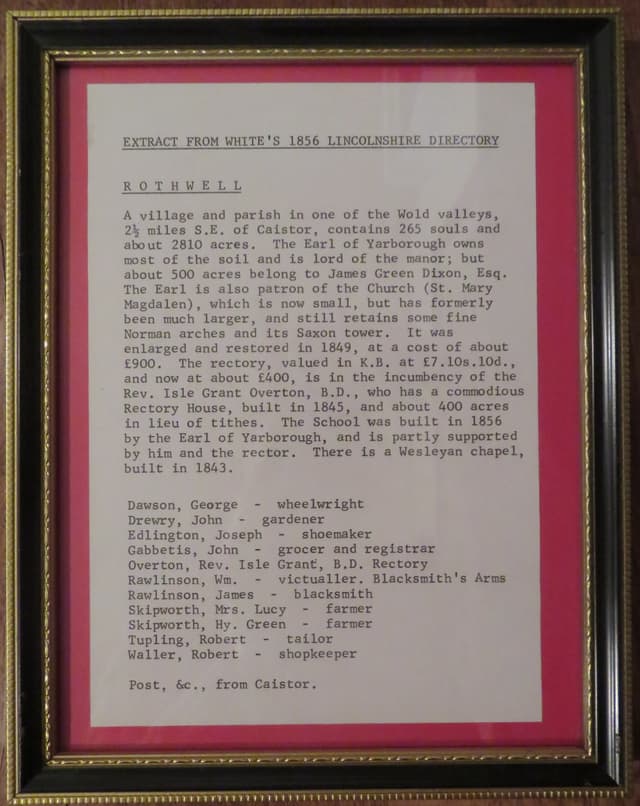 EXTRACT FROM WHITE'S 1856 LINCOLNSHIRE DIRECTORY
R O T H W E L L
A village and parish in one of the Wold valleys,
2½ miles S.E. of Caistor, contains 265 souls and
about 2810 acres. The Earl of Yarborough owns
most of the soil and is lord of the manor; but
about 500 acres belong to James Green Dixon, Esq.
The Earl is also patron of the Church (St. Mary
Magdalen), which is now small, but has formerly
been much larger, and still retains some fine
Norman arches and its Saxon tower. It was
enlarged and restored in 1849, at a cost of about
£900. The rectory, valued in K.B. at £7.10s.10d.,
and now at about £400, is in the incumbency of the
Rev. Isle Grant Overton, B.D., who has a commodious
Rectory House, built in 1845, and about 400 acres
in lieu of tithes. The School was built in 1856
by the Earl of Yarborough, and is partly supported
by him and the rector. There is a Wesleyan chapel,
built in 1843.
Dawson, George - wheelwright
Drewry, John - gardener
Edlington, Joseph - shoemaker
Gabbetis, John - grocer and registrar
Overton, Rev. Isle Grant, B.D. Rectory
Rawlinson, Wm. - victualler. Blacksmith's Arms
Rawlinson, James - blacksmith
Skipworth, Mrs. Lucy - farmer
Skipworth, Hy. Green - farmer
Tupling, Robert - tailor
Waller, Robert - shopkeeper
Post, &c., from Caistor.